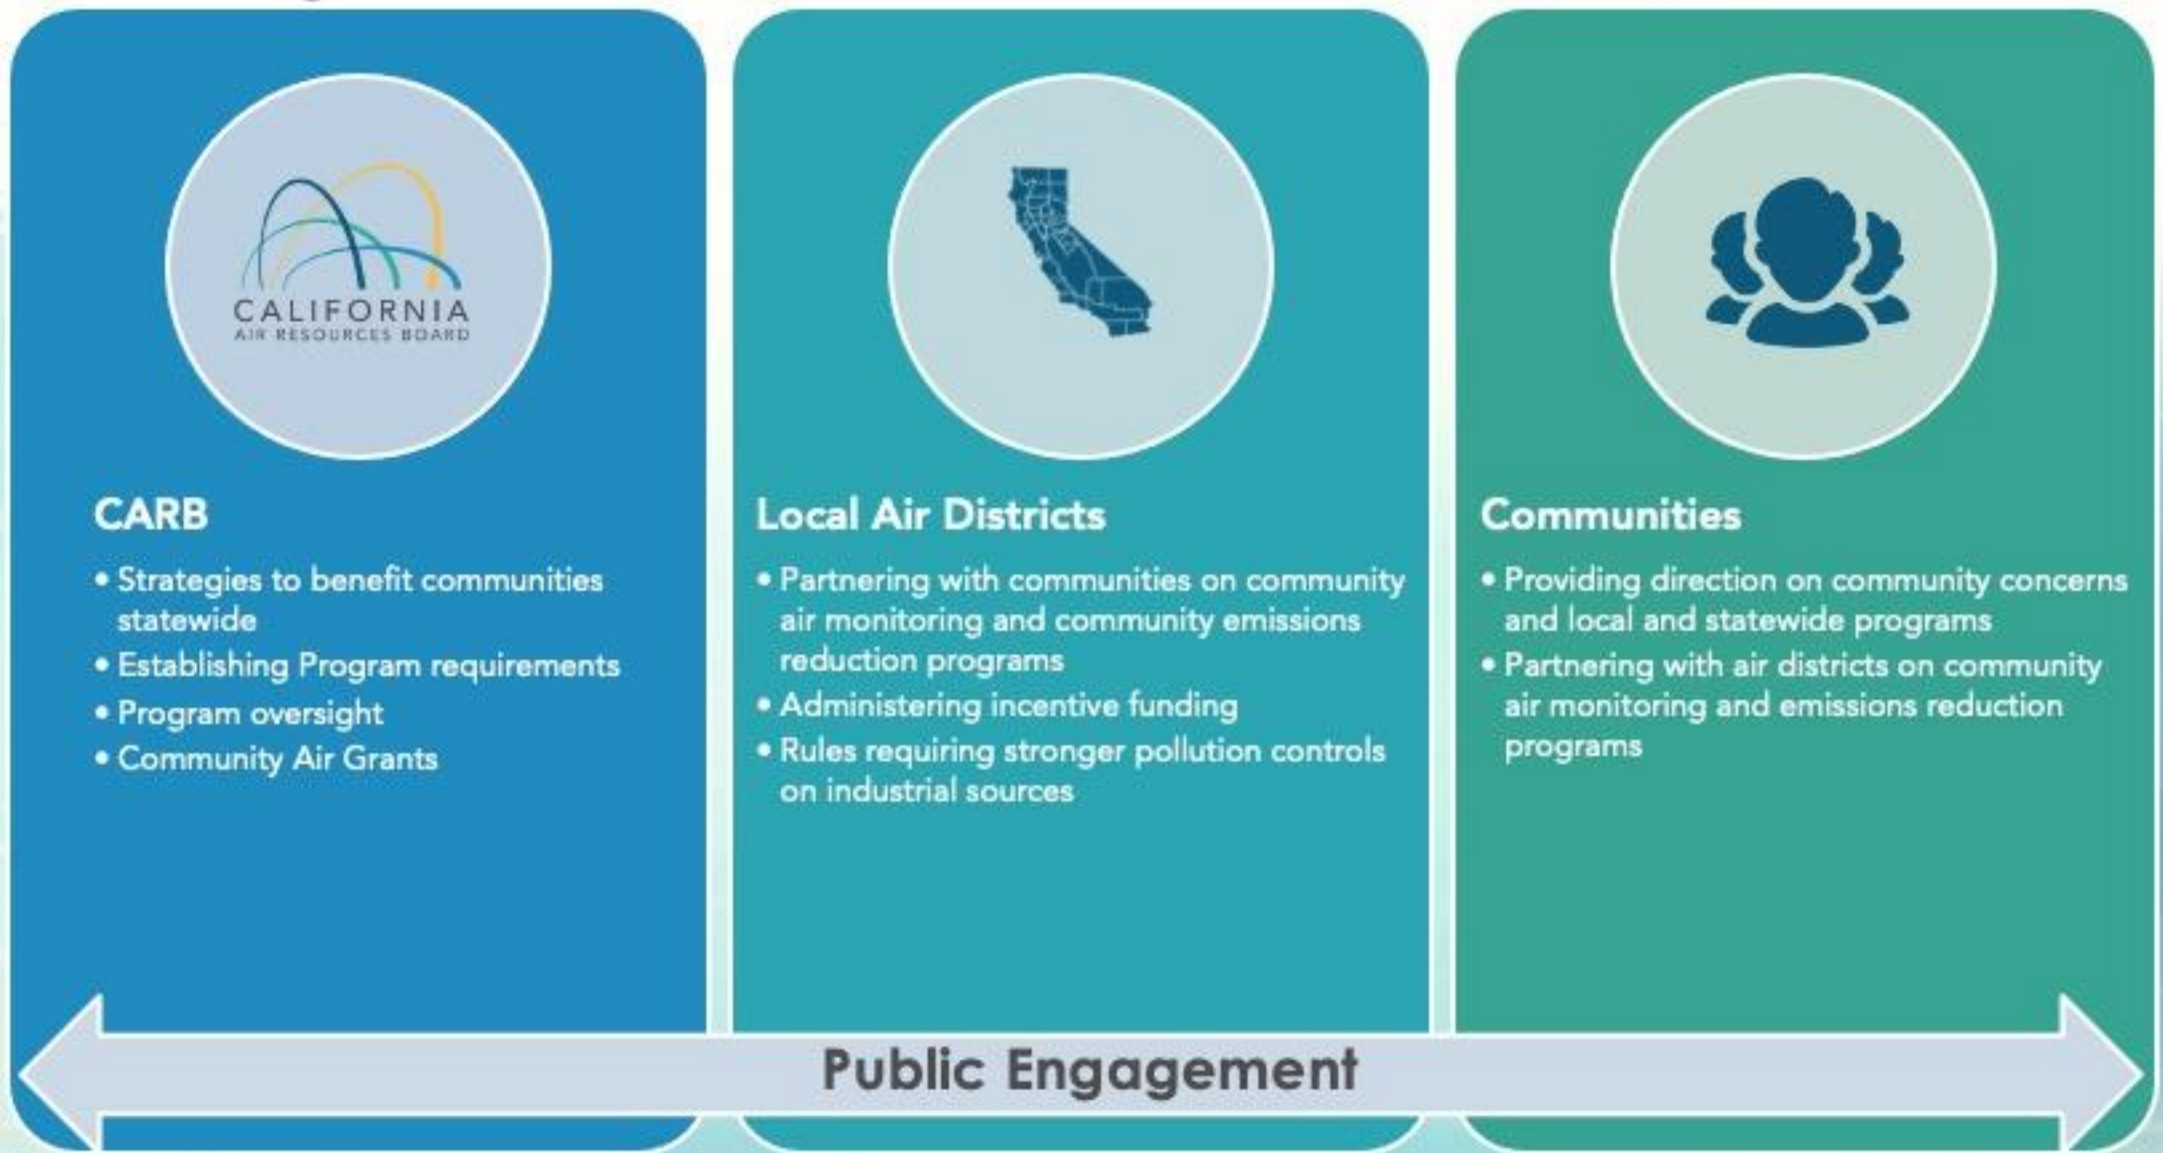 CALIFORNIA
AIR RESOURCES BOARD
CARB
• Strategies to benefit communities
statewide
• Establishing Program requirements
• Program oversight
• Community Air Grants
Local Air Districts
• Partnering with communities on community
air monitoring and community emissions
reduction programs
• Administering incentive funding
• Rules requiring stronger pollution controls
on industrial sources
Communities
• Providing direction on community concerns
and local and statewide programs
• Partnering with air districts on community
air monitoring and emissions reduction
programs
Public Engagement